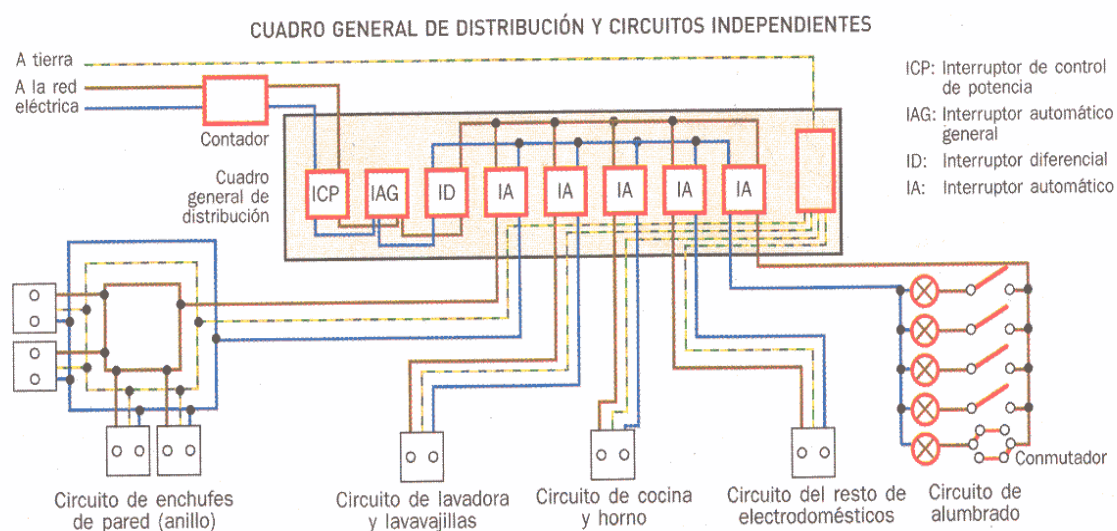 CUADRO GENERAL DE DISTRIBUCIÓN Y CIRCUITOS INDEPENDIENTES
A tierra
A la red
eléctrica
Contador
ICP: Interruptor de control
de potencia
IAG: Interruptor automático
general
ID: Interruptor diferencial
IA: Interruptor automático
Cuadro
general de
distribución
ICP
IAG
ID
IA
IA
IA
IA
IA
Conmutador
Circuito de enchufes
de pared (anillo)
Circuito de lavadora
y lavavajillas
Circuito de cocina
y horno
Circuito del resto de
electrodomésticos
Circuito de
alumbrado